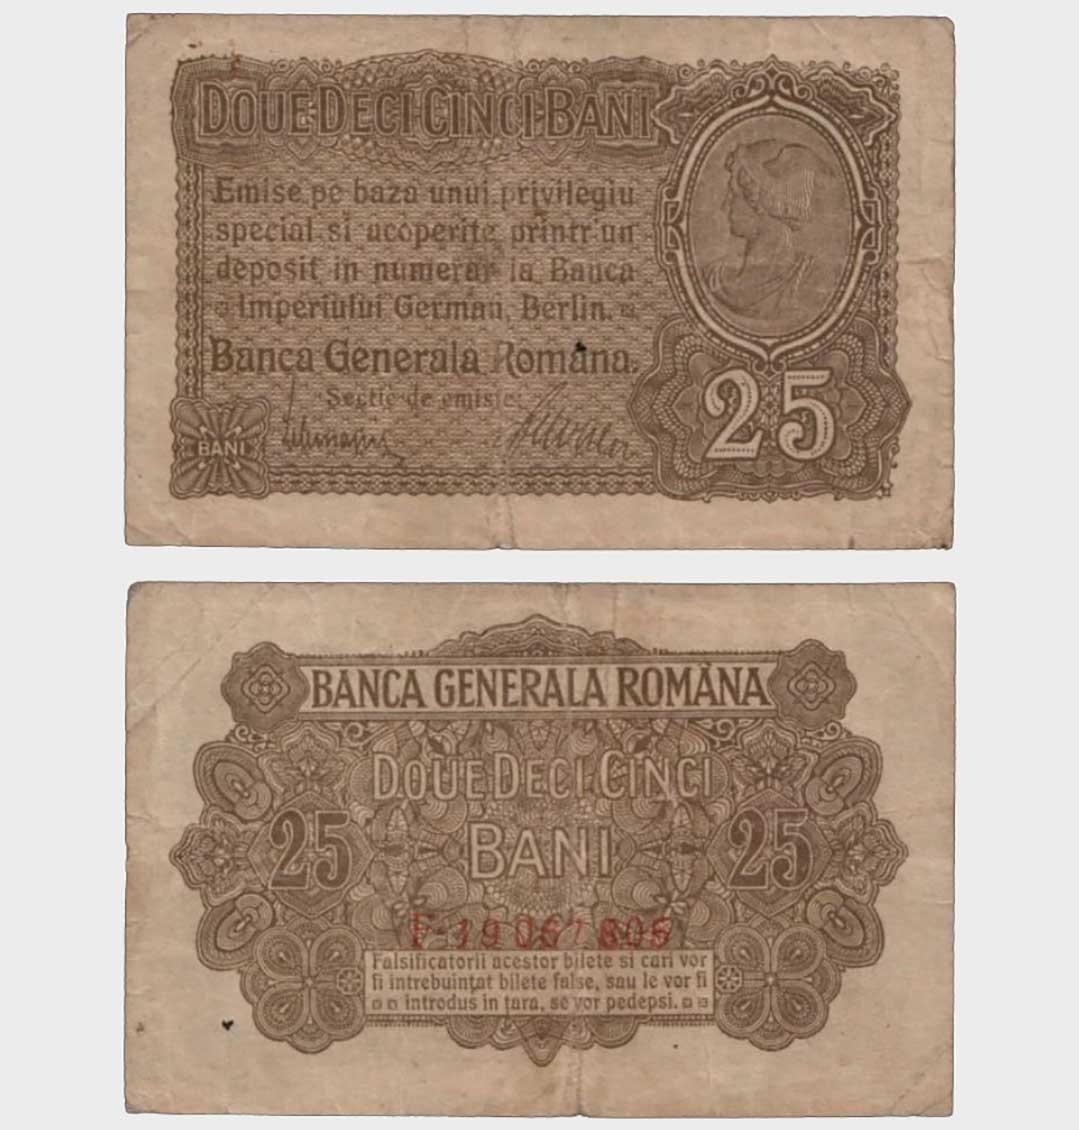 DOUE DECI CINCI BANI
Emise pe baza unui privilegiu
special si acoperite printr'un
deposit in numerar la Banca
Imperiului German, Berlin.
Banca Generala Romăna.
Sectie de emisie:
BANI
25
BANCA GENERALA ROMĂNA
DOUE DECI CINCI
25 BANI 25
F·19067806
Falsificatorii acestor bilete si cari vor
fi intrebuințat bilete false, sau le vor fi
introdus in țara, se vor pedepsi.